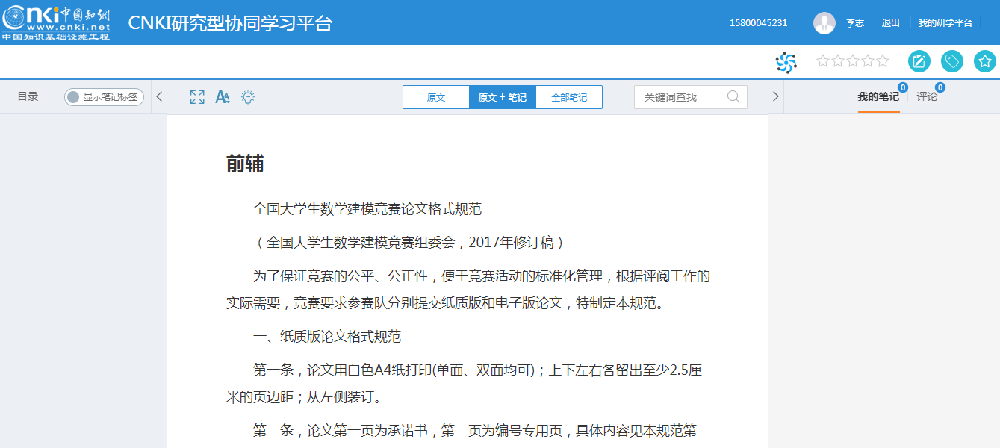 cnki中国知网
www.cnki.net
中国知识基础设施工程
CNKI研究型协同学习平台
15800045231
李志
退出
我的研学平台
目录
显示笔记标签
原文
原文 + 笔记
全部笔记
关键词查找
我的笔记
0
评论
0
前辅
全国大学生数学建模竞赛论文格式规范
（全国大学生数学建模竞赛组委会，2017年修订稿）
为了保证竞赛的公平、公正性，便于竞赛活动的标准化管理，根据评阅工作的
实际需要，竞赛要求参赛队分别提交纸质版和电子版论文，特制定本规范。
一、纸质版论文格式规范
第一条，论文用白色A4纸打印(单面、双面均可)；上下左右各留出至少2.5厘
米的页边距；从左侧装订。
第二条，论文第一页为承诺书，第二页为编号专用页，具体内容见本规范第